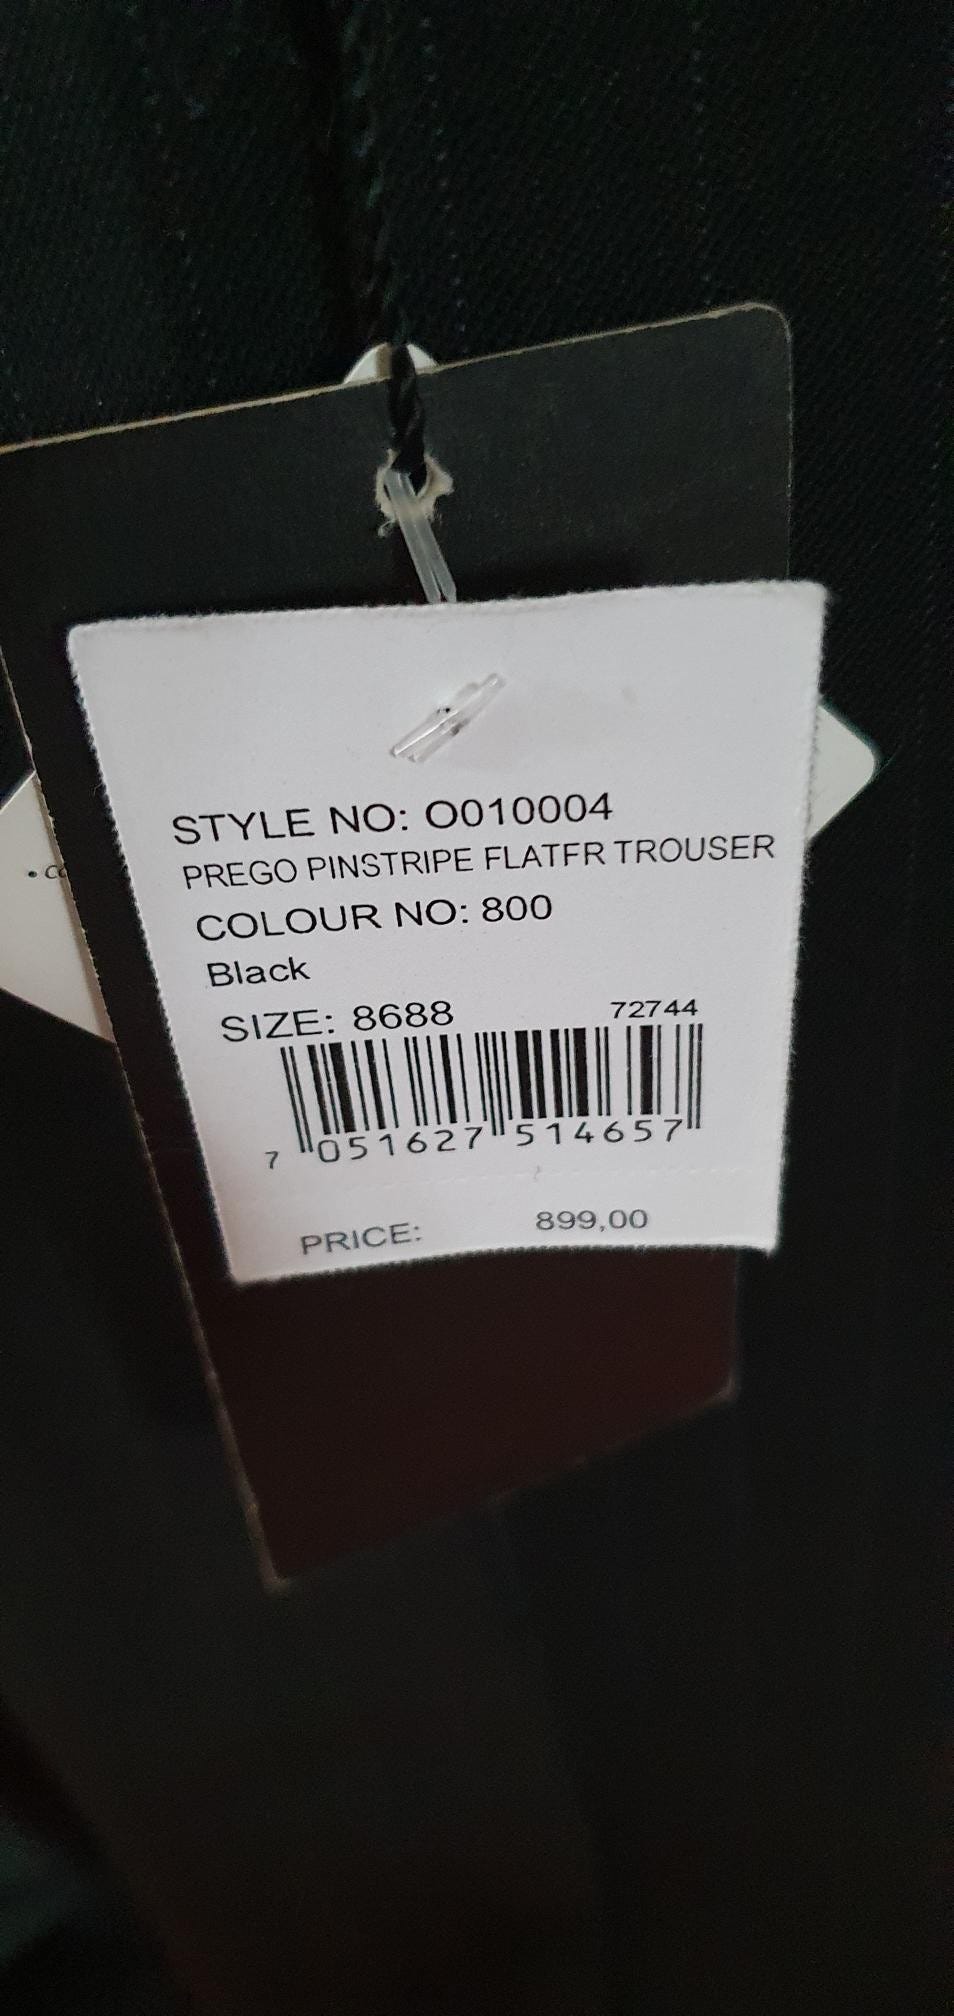 STYLE NO: O010004
PREGO PINSTRIPE FLATFR TROUSER
COLOUR NO: 800
Black
SIZE: 8688 72744
7 051627 514657
PRICE: 899,00